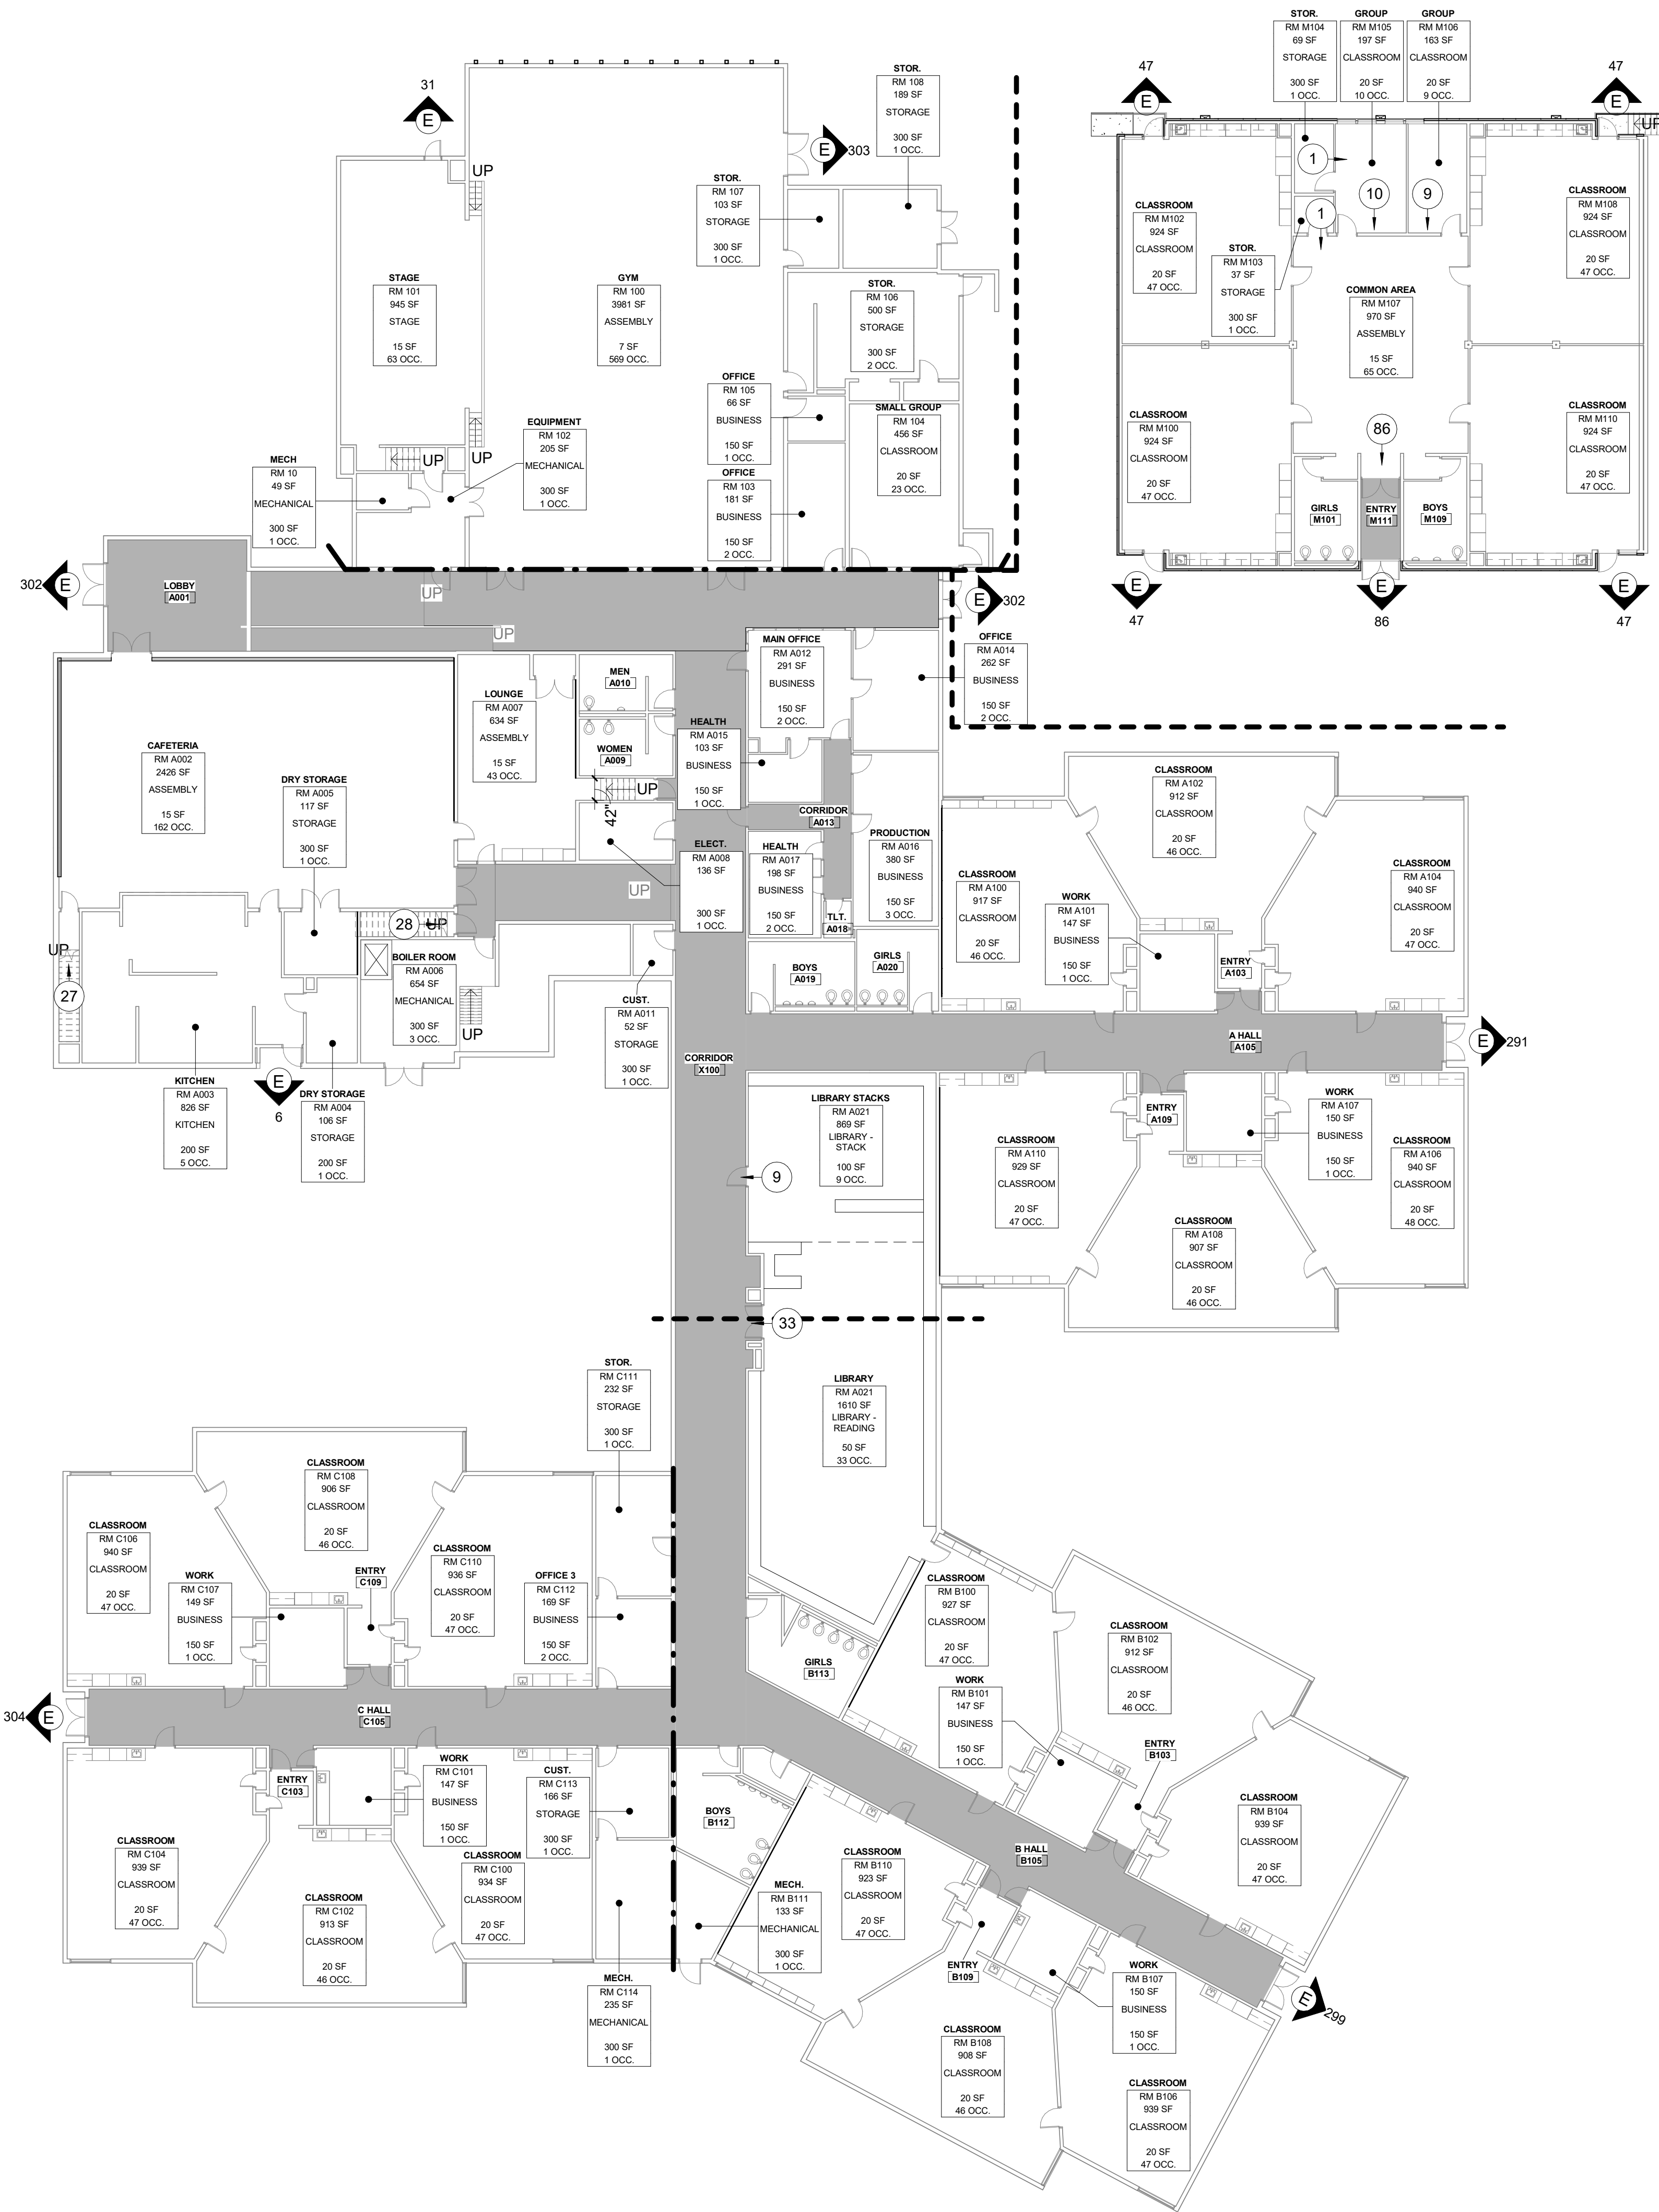 31
E
UP
E
303
STOR.
RM 108
189 SF
STORAGE
300 SF
1 OCC.
STOR.
RM 107
103 SF
STORAGE
300 SF
1 OCC.
STAGE
RM 101
945 SF
STAGE
15 SF
63 OCC.
GYM
RM 100
3981 SF
ASSEMBLY
7 SF
569 OCC.
STOR.
RM 106
500 SF
STORAGE
300 SF
2 OCC.
OFFICE
RM 105
66 SF
BUSINESS
150 SF
1 OCC.
SMALL GROUP
RM 104
456 SF
CLASSROOM
20 SF
23 OCC.
EQUIPMENT
RM 102
205 SF
MECHANICAL
300 SF
1 OCC.
UP
UP
MECH
RM 10
49 SF
MECHANICAL
300 SF
1 OCC.
OFFICE
RM 103
181 SF
BUSINESS
150 SF
2 OCC.
STOR.
RM M104
69 SF
STORAGE
300 SF
1 OCC.
GROUP
RM M105
197 SF
CLASSROOM
20 SF
10 OCC.
GROUP
RM M106
163 SF
CLASSROOM
20 SF
9 OCC.
47
E
47
E
UP
1
10
9
1
CLASSROOM
RM M102
924 SF
CLASSROOM
20 SF
47 OCC.
STOR.
RM M103
37 SF
STORAGE
300 SF
1 OCC.
CLASSROOM
RM M108
924 SF
CLASSROOM
20 SF
47 OCC.
COMMON AREA
RM M107
970 SF
ASSEMBLY
15 SF
65 OCC.
CLASSROOM
RM M100
924 SF
CLASSROOM
20 SF
47 OCC.
86
CLASSROOM
RM M110
924 SF
CLASSROOM
20 SF
47 OCC.
GIRLS
M101
ENTRY
M111
BOYS
M109
E
47
E
86
E
47
302
E
LOBBY
A001
UP
UP
E
302
MAIN OFFICE
RM A012
291 SF
BUSINESS
150 SF
2 OCC.
OFFICE
RM A014
262 SF
BUSINESS
150 SF
2 OCC.
MEN
A010
LOUNGE
RM A007
634 SF
ASSEMBLY
15 SF
43 OCC.
WOMEN
A009
UP
42"
HEALTH
RM A015
103 SF
BUSINESS
150 SF
1 OCC.
CORRIDOR
A013
CAFETERIA
RM A002
2426 SF
ASSEMBLY
15 SF
162 OCC.
DRY STORAGE
RM A005
117 SF
STORAGE
300 SF
1 OCC.
ELECT.
RM A008
136 SF
300 SF
1 OCC.
HEALTH
RM A017
198 SF
BUSINESS
150 SF
2 OCC.
PRODUCTION
RM A016
380 SF
BUSINESS
150 SF
3 OCC.
TLT.
A018
UP
28
UP
UP
27
BOILER ROOM
RM A006
654 SF
MECHANICAL
300 SF
3 OCC.
UP
BOYS
A019
GIRLS
A020
CUST.
RM A011
52 SF
STORAGE
300 SF
1 OCC.
CORRIDOR
X100
KITCHEN
RM A003
826 SF
KITCHEN
200 SF
5 OCC.
E
6
DRY STORAGE
RM A004
106 SF
STORAGE
200 SF
1 OCC.
CLASSROOM
RM A102
912 SF
CLASSROOM
20 SF
46 OCC.
CLASSROOM
RM A100
917 SF
CLASSROOM
20 SF
46 OCC.
WORK
RM A101
147 SF
BUSINESS
150 SF
1 OCC.
ENTRY
A103
CLASSROOM
RM A104
940 SF
CLASSROOM
20 SF
47 OCC.
A HALL
A105
E
291
ENTRY
A109
WORK
RM A107
150 SF
BUSINESS
150 SF
1 OCC.
CLASSROOM
RM A110
929 SF
CLASSROOM
20 SF
47 OCC.
CLASSROOM
RM A106
940 SF
CLASSROOM
20 SF
48 OCC.
CLASSROOM
RM A108
907 SF
CLASSROOM
20 SF
46 OCC.
LIBRARY STACKS
RM A021
869 SF
LIBRARY -
STACK
100 SF
9 OCC.
9
33
LIBRARY
RM A021
1610 SF
LIBRARY -
READING
50 SF
33 OCC.
STOR.
RM C111
232 SF
STORAGE
300 SF
1 OCC.
CLASSROOM
RM C108
906 SF
CLASSROOM
20 SF
46 OCC.
CLASSROOM
RM C106
940 SF
CLASSROOM
20 SF
47 OCC.
WORK
RM C107
149 SF
BUSINESS
150 SF
1 OCC.
ENTRY
C109
CLASSROOM
RM C110
936 SF
CLASSROOM
20 SF
47 OCC.
OFFICE 3
RM C112
169 SF
BUSINESS
150 SF
2 OCC.
304
E
C HALL
C105
ENTRY
C103
WORK
RM C101
147 SF
BUSINESS
150 SF
1 OCC.
CUST.
RM C113
166 SF
STORAGE
300 SF
1 OCC.
CLASSROOM
RM C104
939 SF
CLASSROOM
20 SF
47 OCC.
CLASSROOM
RM C102
913 SF
CLASSROOM
20 SF
46 OCC.
CLASSROOM
RM C100
934 SF
CLASSROOM
20 SF
47 OCC.
MECH.
RM C114
235 SF
MECHANICAL
300 SF
1 OCC.
GIRLS
B113
CLASSROOM
RM B100
927 SF
CLASSROOM
20 SF
47 OCC.
WORK
RM B101
147 SF
BUSINESS
150 SF
1 OCC.
CLASSROOM
RM B102
912 SF
CLASSROOM
20 SF
46 OCC.
ENTRY
B103
CLASSROOM
RM B104
939 SF
CLASSROOM
20 SF
47 OCC.
BOYS
B112
B HALL
B105
CLASSROOM
RM B110
923 SF
CLASSROOM
20 SF
47 OCC.
MECH.
RM B111
133 SF
MECHANICAL
300 SF
1 OCC.
ENTRY
B109
WORK
RM B107
150 SF
BUSINESS
150 SF
1 OCC.
E
299
CLASSROOM
RM B108
908 SF
CLASSROOM
20 SF
46 OCC.
CLASSROOM
RM B106
939 SF
CLASSROOM
20 SF
47 OCC.